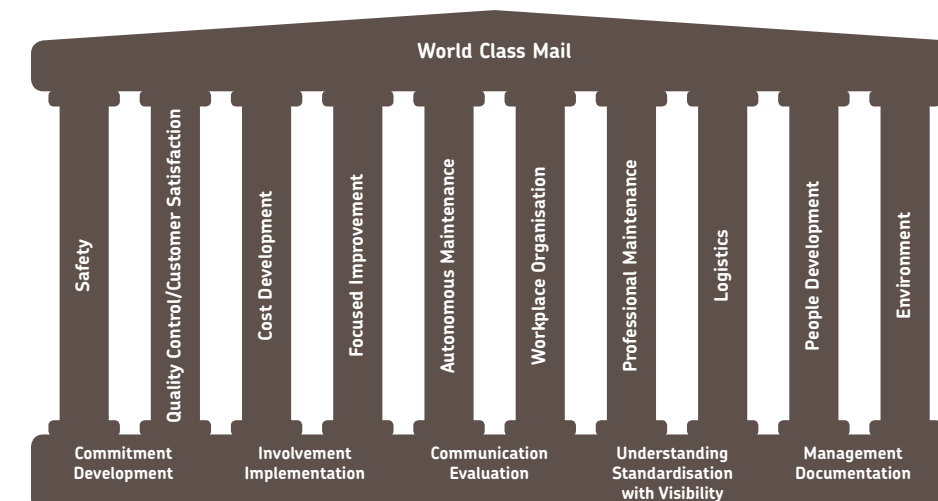 World Class Mail
Safety
Quality Control/Customer Satisfaction
Cost Development
Focused Improvement
Autonomous Maintenance
Workplace Organisation
Professional Maintenance
Logistics
People Development
Environment
Commitment
Development
Involvement
Implementation
Communication
Evaluation
Understanding
Standardisation
with Visibility
Management
Documentation